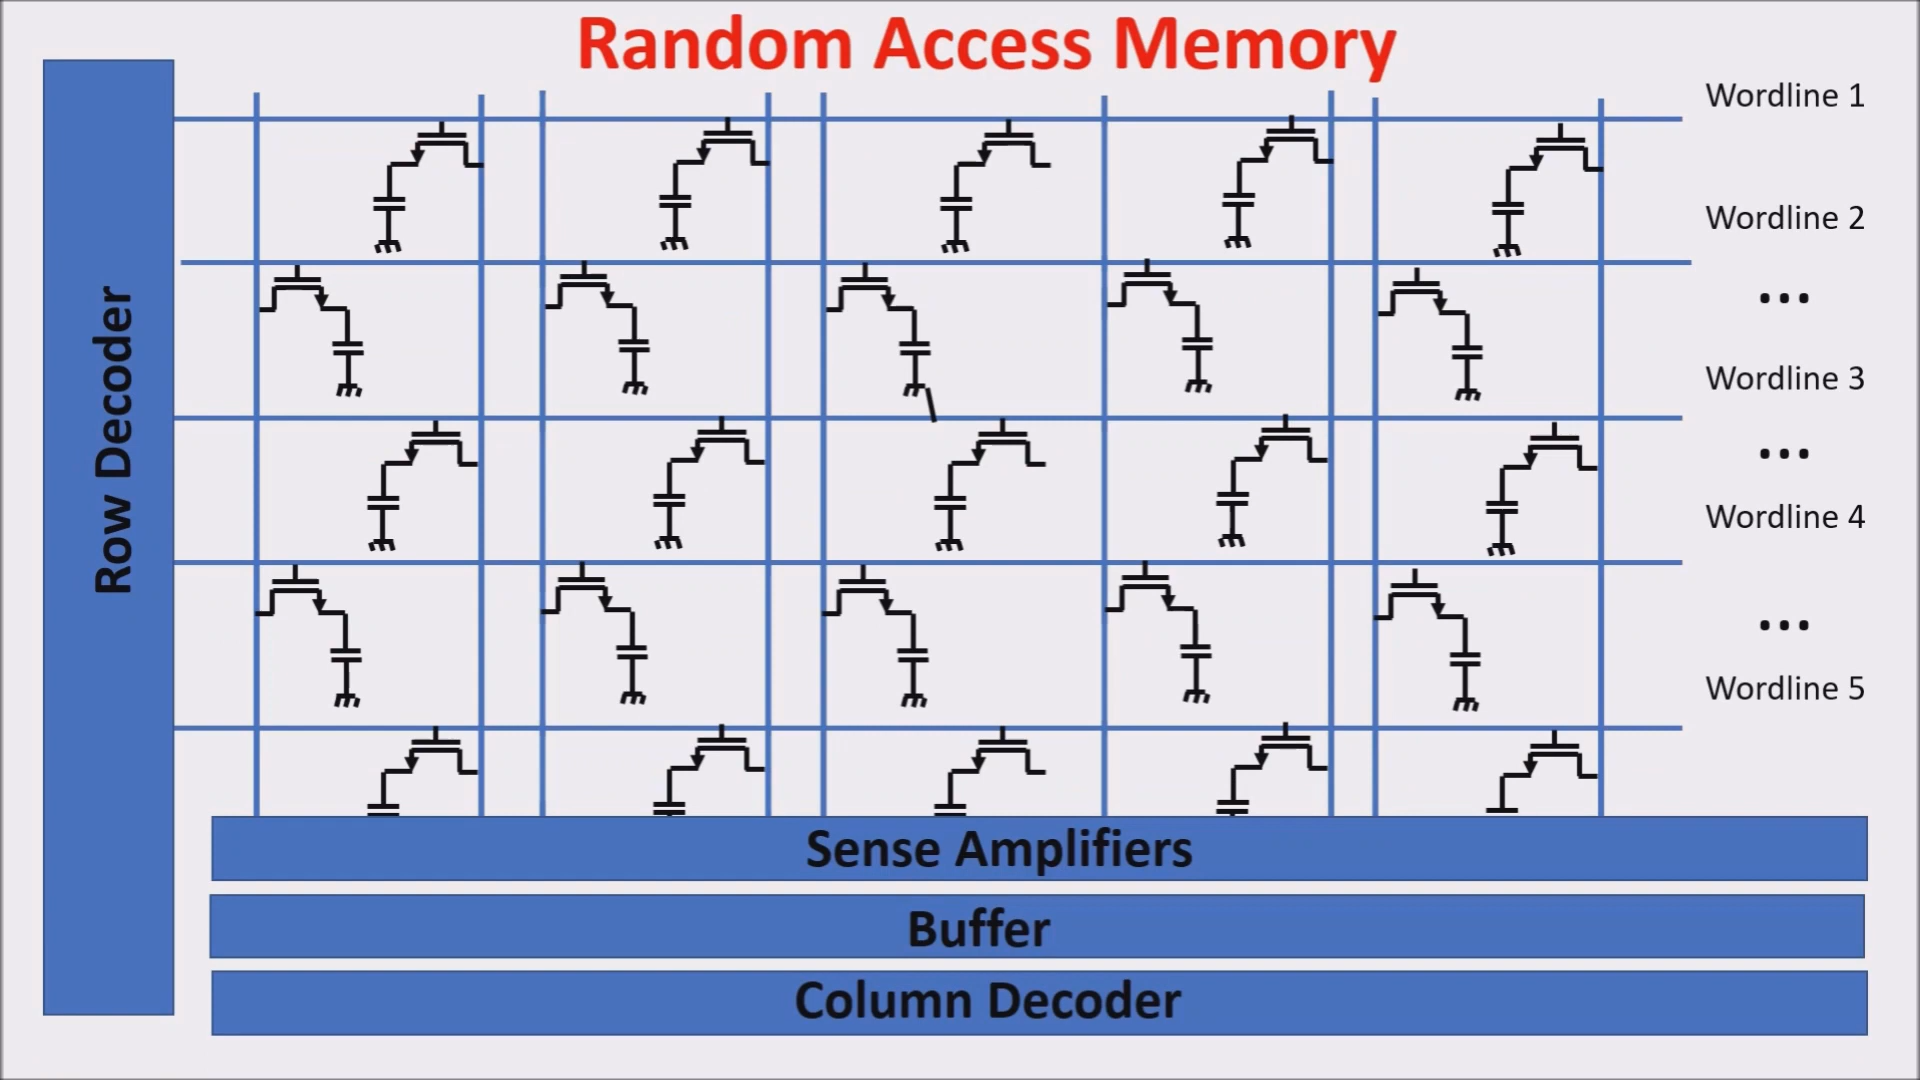 Random Access Memory
Wordline 1
Wordline 2
...
Wordline 3
...
Wordline 4
...
Wordline 5
Row Decoder
Sense Amplifiers
Buffer
Column Decoder